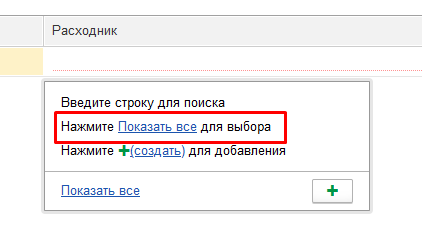 Расходник
Введите строку для поиска
Нажмите Показать все для выбора
Нажмите +(создать) для добавления
Показать все
+